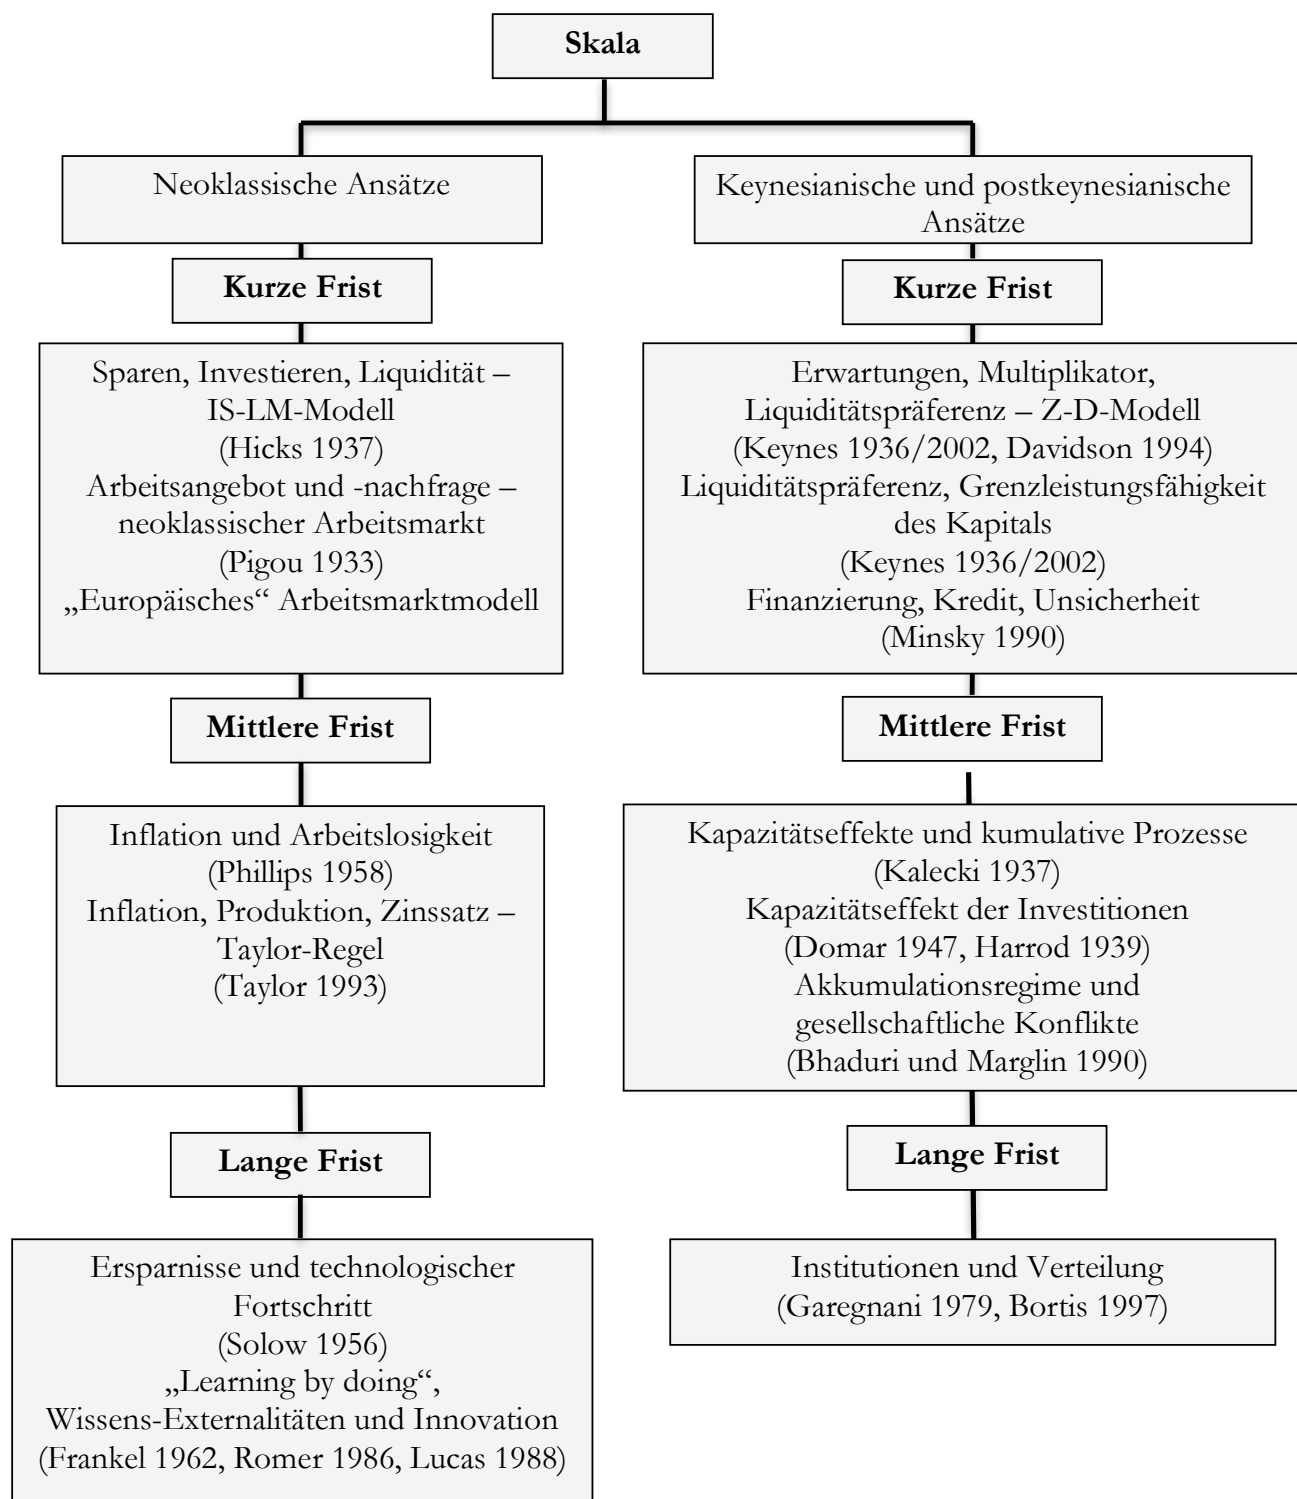 Skala
Neoklassische Ansätze
Kurze Frist
Sparen, Investieren, Liquidität –
IS-LM-Modell
(Hicks 1937)
Arbeitsangebot und -nachfrage –
neoklassischer Arbeitsmarkt
(Pigou 1933)
„Europäisches“ Arbeitsmarktmodell
Mittlere Frist
Inflation und Arbeitslosigkeit
(Phillips 1958)
Inflation, Produktion, Zinssatz –
Taylor-Regel
(Taylor 1993)
Lange Frist
Ersparnisse und technologischer
Fortschritt
(Solow 1956)
„Learning by doing“,
Wissens-Externalitäten und Innovation
(Frankel 1962, Romer 1986, Lucas 1988)
Keynesianische und postkeynesianische
Ansätze
Kurze Frist
Erwartungen, Multiplikator,
Liquiditätspräferenz – Z-D-Modell
(Keynes 1936/2002, Davidson 1994)
Liquiditätspräferenz, Grenzleistungsfähigkeit
des Kapitals
(Keynes 1936/2002)
Finanzierung, Kredit, Unsicherheit
(Minsky 1990)
Mittlere Frist
Kapazitätseffekte und kumulative Prozesse
(Kalecki 1937)
Kapazitätseffekt der Investitionen
(Domar 1947, Harrod 1939)
Akkumulationsregime und
gesellschaftliche Konflikte
(Bhaduri und Marglin 1990)
Lange Frist
Institutionen und Verteilung
(Garegnani 1979, Bortis 1997)